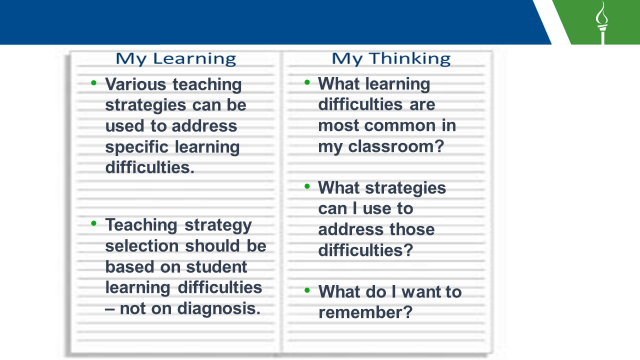 My Learning
• Various teaching
strategies can be
used to address
specific learning
difficulties.
• Teaching strategy
selection should be
based on student
learning difficulties
– not on diagnosis.
My Thinking
• What learning
difficulties are
most common in
my classroom?
• What strategies
can I use to
address those
difficulties?
• What do I want to
remember?